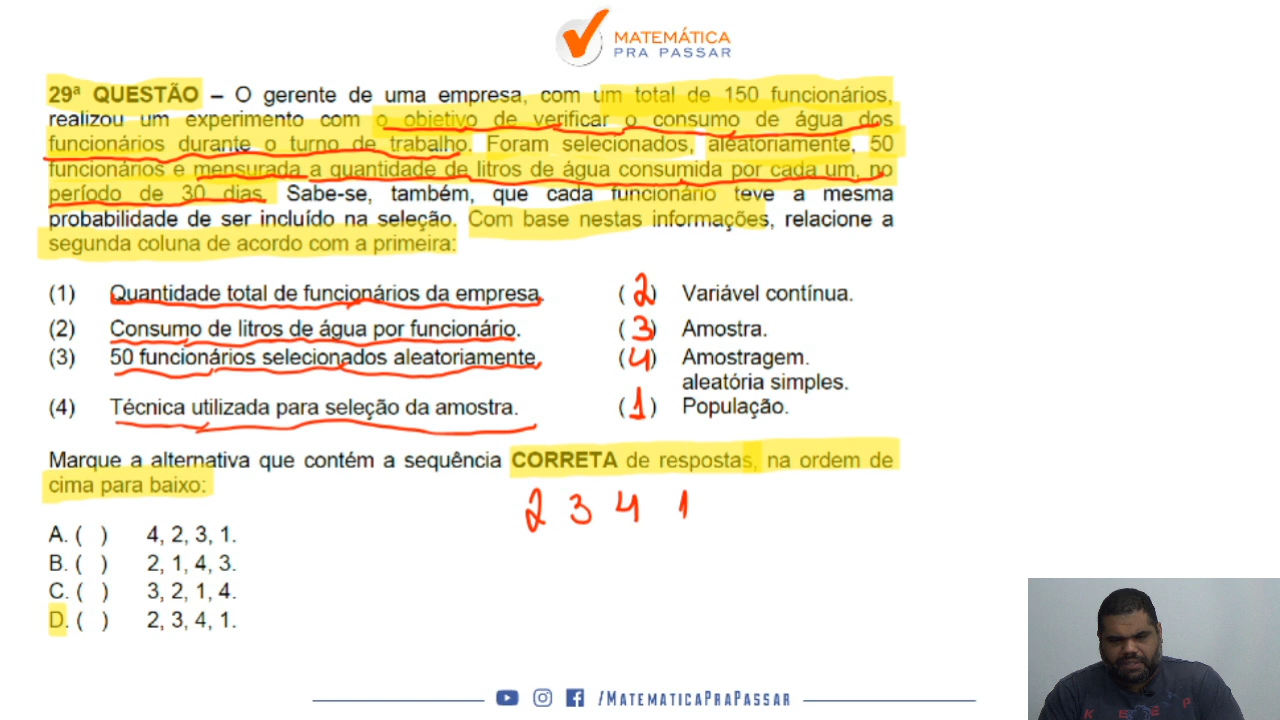 MATEMÁTICA
PRA PASSAR
29ª QUESTÃO – O gerente de uma empresa, com um total de 150 funcionários,
realizou um experimento com o objetivo de verificar o consumo de água dos
funcionários durante o turno de trabalho. Foram selecionados, aleatoriamente, 50
funcionários e mensurada a quantidade de litros de água consumida por cada um, no
período de 30 dias. Sabe-se, também, que cada funcionário teve a mesma
probabilidade de ser incluído na seleção. Com base nestas informações, relacione a
segunda coluna de acordo com a primeira:
(1) Quantidade total de funcionários da empresa. (2) Variável contínua.
(2) Consumo de litros de água por funcionário. (3) Amostra.
(3) 50 funcionários selecionados aleatoriamente. (4) Amostragem.
aleatória simples.
(4) Técnica utilizada para seleção da amostra. (1) População.
Marque a alternativa que contém a sequência CORRETA de respostas, na ordem de
cima para baixo:
2 3 4 1
A. ( ) 4, 2, 3, 1.
B. ( ) 2, 1, 4, 3.
C. ( ) 3, 2, 1, 4.
D. ( ) 2, 3, 4, 1.
K E E P
/MATEMATICAPRAPASSAR